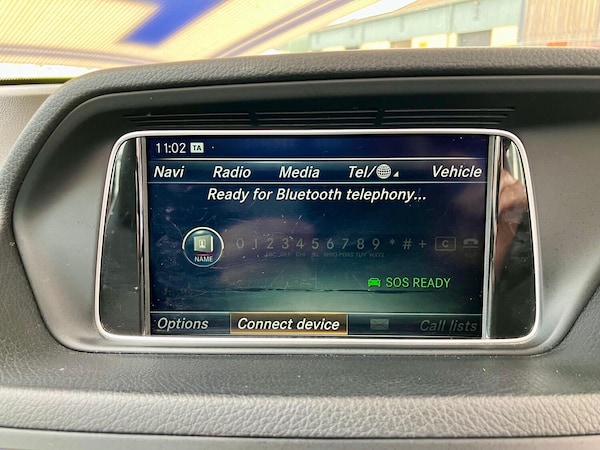 11:02 TA
Navi Radio Media Tel/ Vehicle
Ready for Bluetooth telephony...
0 1 2 3 4 5 6 7 8 9 * # + C
NAME
SOS READY
Options Connect device Call lists